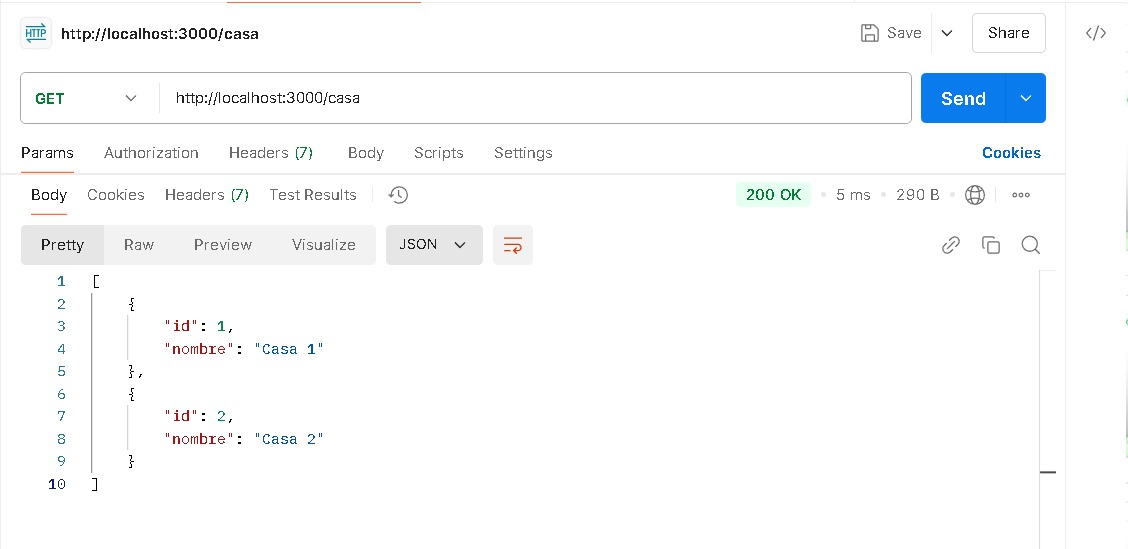 HTTP http://localhost:3000/casa Save Share </>
GET http://localhost:3000/casa Send
Params Authorization Headers (7) Body Scripts Settings Cookies
Body Cookies Headers (7) Test Results 200 OK • 5 ms • 290 B •
Pretty Raw Preview Visualize JSON
1 [
2 {
3 "id": 1,
4 "nombre": "Casa 1"
5 },
6 {
7 "id": 2,
8 "nombre": "Casa 2"
9 }
10 ]